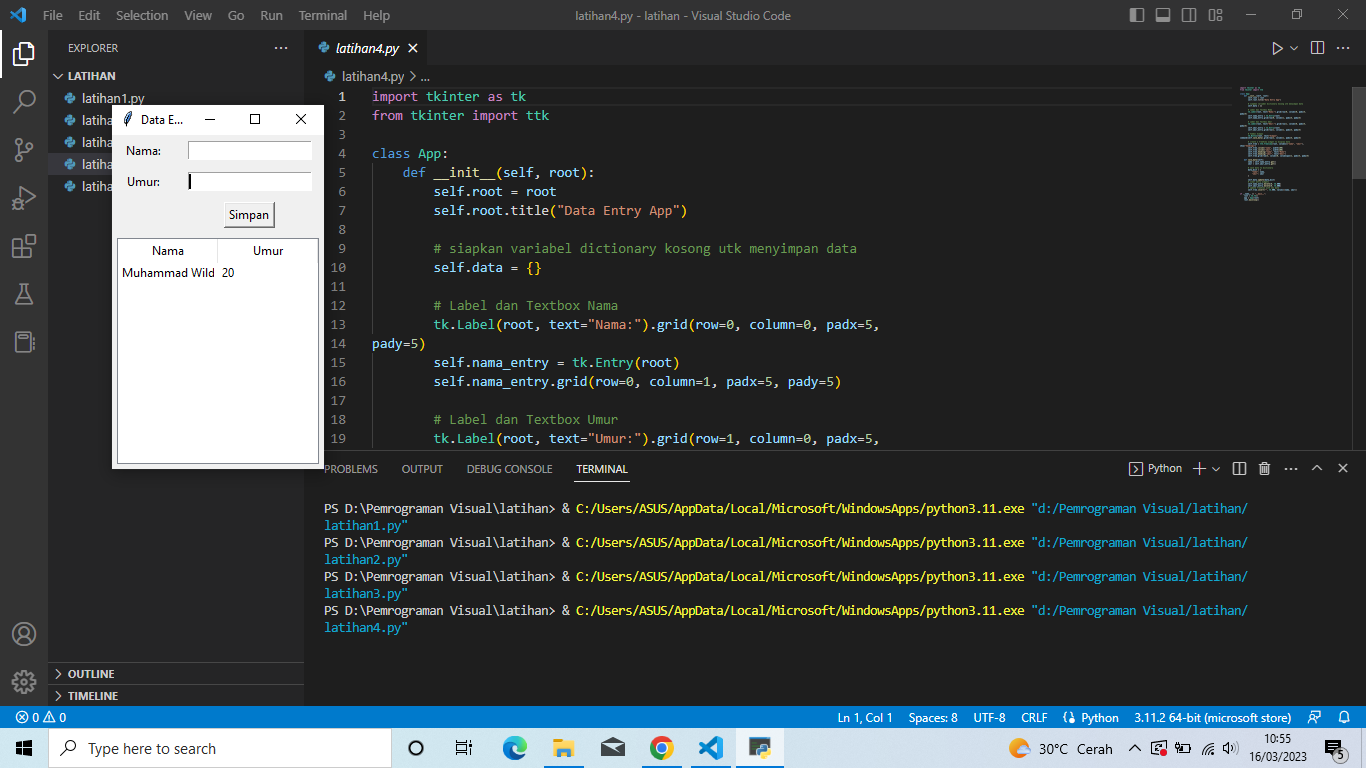 File Edit Selection View Go Run Terminal Help
latihan4.py - latihan - Visual Studio Code
EXPLORER
LATIHAN
latihan1.py
latiha
latiha
latiha
latiha
Data E...
Nama:
Umur:
Simpan
Nama Umur
Muhammad Wild 20
OUTLINE
TIMELINE
latihan4.py
latihan4.py > ...
1 import tkinter as tk
2 from tkinter import ttk
3
4 class App:
5 def __init__(self, root):
6 self.root = root
7 self.root.title("Data Entry App")
8
9 # siapkan variabel dictionary kosong utk menyimpan data
10 self.data = {}
11
12 # Label dan Textbox Nama
13 tk.Label(root, text="Nama:").grid(row=0, column=0, padx=5,
14 pady=5)
15 self.nama_entry = tk.Entry(root)
16 self.nama_entry.grid(row=0, column=1, padx=5, pady=5)
17
18 # Label dan Textbox Umur
19 tk.Label(root, text="Umur:").grid(row=1, column=0, padx=5,
PROBLEMS OUTPUT DEBUG CONSOLE TERMINAL
Python
PS D:\Pemrograman Visual\latihan> & C:/Users/ASUS/AppData/Local/Microsoft/WindowsApps/python3.11.exe "d:/Pemrograman Visual/latihan/
latihan1.py"
PS D:\Pemrograman Visual\latihan> & C:/Users/ASUS/AppData/Local/Microsoft/WindowsApps/python3.11.exe "d:/Pemrograman Visual/latihan/
latihan2.py"
PS D:\Pemrograman Visual\latihan> & C:/Users/ASUS/AppData/Local/Microsoft/WindowsApps/python3.11.exe "d:/Pemrograman Visual/latihan/
latihan3.py"
PS D:\Pemrograman Visual\latihan> & C:/Users/ASUS/AppData/Local/Microsoft/WindowsApps/python3.11.exe "d:/Pemrograman Visual/latihan/
latihan4.py"
0 0
Ln 1, Col 1 Spaces: 8 UTF-8 CRLF Python 3.11.2 64-bit (microsoft store)
Type here to search
30°C Cerah
10:55
16/03/2023
5